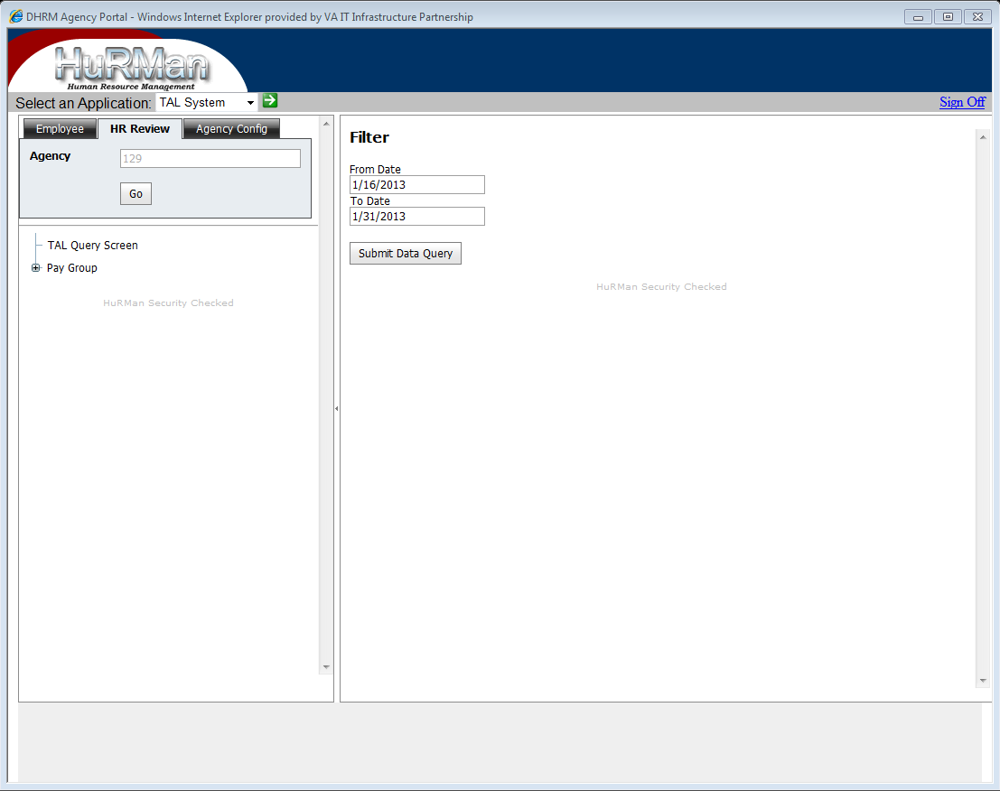 DHRM Agency Portal - Windows Internet Explorer provided by VA IT Infrastructure Partnership
HuRMan
Human Resource Management
Select an Application: TAL System
Sign Off
Employee HR Review Agency Config
Agency 129
Go
TAL Query Screen
Pay Group
HuRMan Security Checked
Filter
From Date
1/16/2013
To Date
1/31/2013
Submit Data Query
HuRMan Security Checked